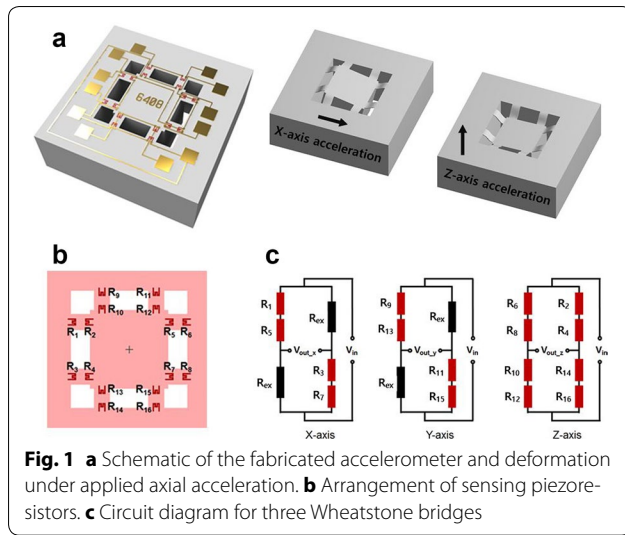 a
6408
X-axis acceleration
Z-axis acceleration
b
R9 R11
R10 R12
R1 R2 R5 R6
R3 R4 R7 R8
R13 R15
R14 R16
c
R1
R5
Rex
Vout_x
Vin
Rex
R3
R7
X-axis
R9
R13
Rex
Vout_y
Vin
Rex
R11
R15
Y-axis
R6
R8
R2
R4
Vout_z
Vin
R10
R12
R14
R16
Z-axis
Fig. 1 a Schematic of the fabricated accelerometer and deformation
under applied axial acceleration. b Arrangement of sensing piezore-
sistors. c Circuit diagram for three Wheatstone bridges